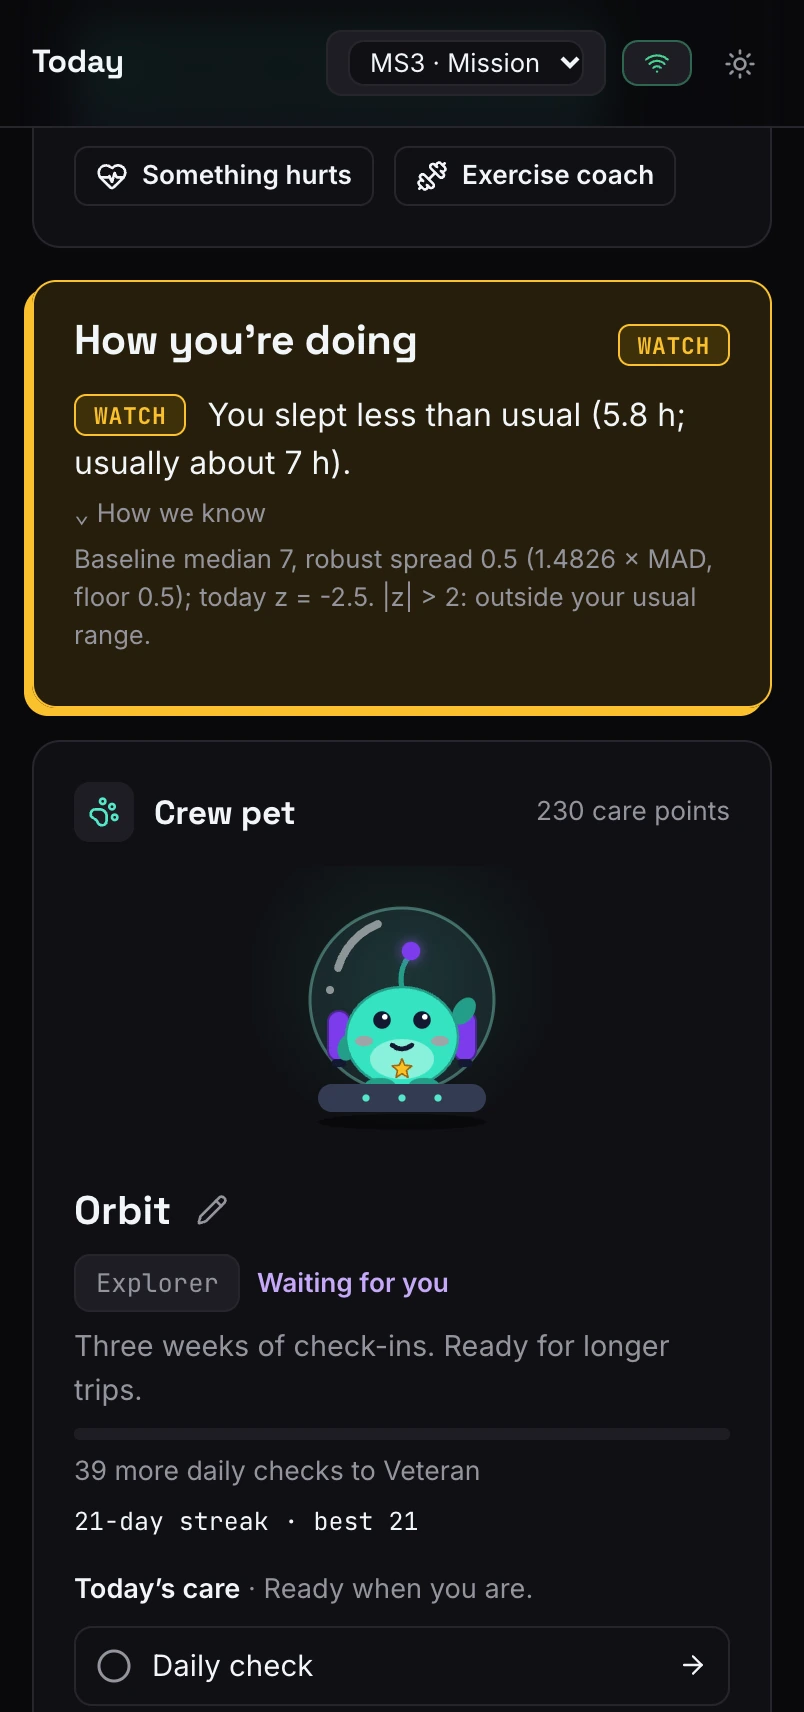 Today
MS3 · Mission
Something hurts
Exercise coach
How you’re doing
WATCH
WATCH You slept less than usual (5.8 h;
usually about 7 h).
How we know
Baseline median 7, robust spread 0.5 (1.4826 × MAD,
floor 0.5); today z = -2.5. |z| > 2: outside your usual
range.
Crew pet
230 care points
Orbit
Explorer
Waiting for you
Three weeks of check-ins. Ready for longer
trips.
39 more daily checks to Veteran
21-day streak · best 21
Today’s care · Ready when you are.
Daily check